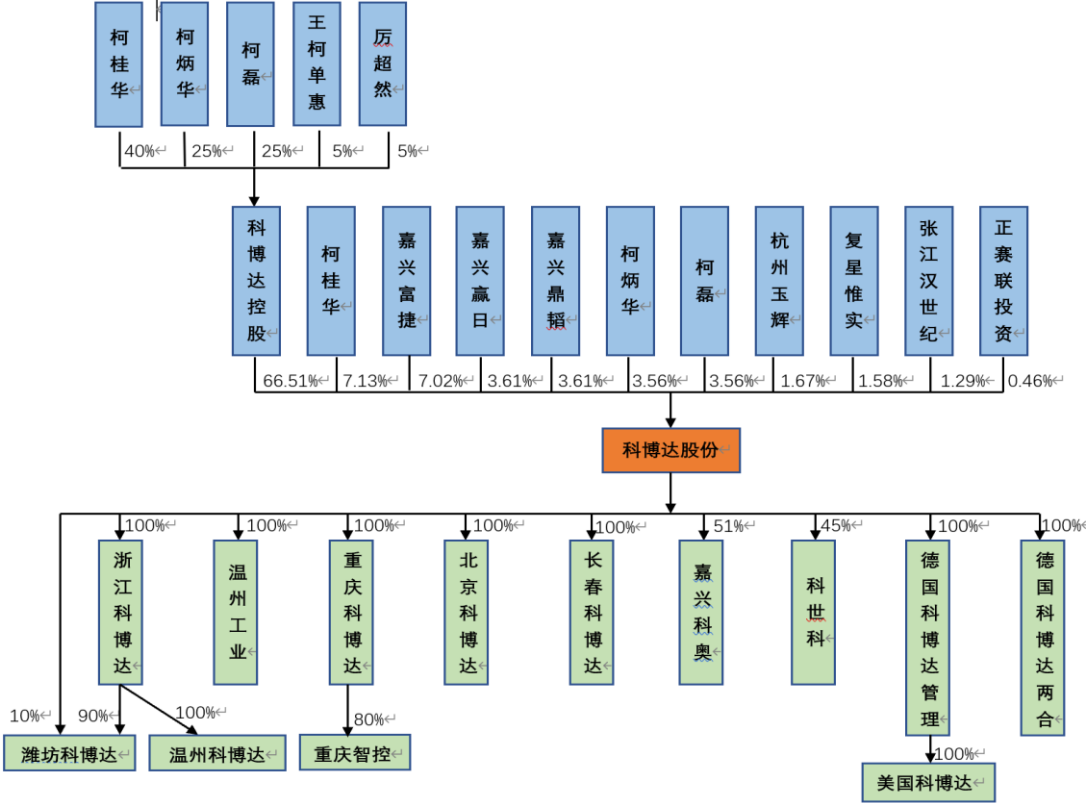 柯桂华
柯炳华
柯磊
王柯单惠
厉超然
40%
25%
25%
5%
5%
科博达控股
柯桂华
嘉兴富捷
嘉兴赢日
嘉兴鼎韬
柯炳华
柯磊
杭州玉辉
复星惟实
张江汉世纪
正赛联投资
66.51%
7.13%
7.02%
3.61%
3.61%
3.56%
3.56%
1.67%
1.58%
1.29%
0.46%
科博达股份
100%
100%
100%
100%
100%
51%
45%
100%
100%
浙江科博达
温州工业
重庆科博达
北京科博达
长春科博达
嘉兴科奥
科世科
德国科博达管理
德国科博达两合
10%
90%
100%
80%
潍坊科博达
温州科博达
重庆智控
100%
美国科博达